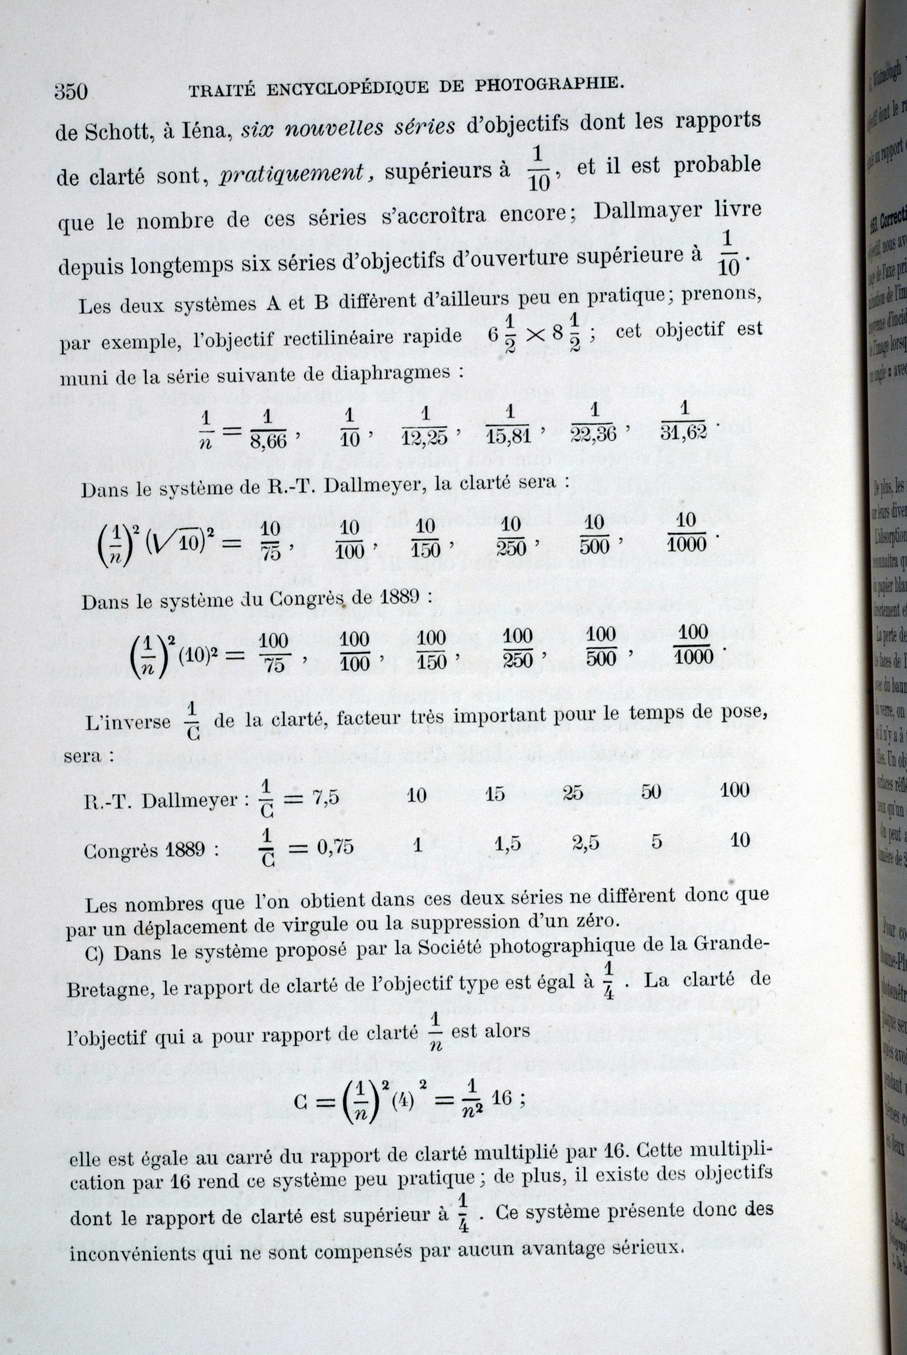 350 TRAITÉ ENCYCLOPÉDIQUE DE PHOTOGRAPHIE.
de Schott, à Iéna, six nouvelles séries d'objectifs dont les rapports
de clarté sont, pratiquement, supérieurs à 1/10, et il est probable
que le nombre de ces séries s'accroîtra encore; Dallmayer livre
depuis longtemps six séries d'objectifs d'ouverture supérieure à 1/10.
Les deux systèmes A et B diffèrent d'ailleurs peu en pratique; prenons,
par exemple, l'objectif rectilinéaire rapide 6 1/2 × 8 1/2 ; cet objectif est
muni de la série suivante de diaphragmes :
1/n = 1/8,66 , 1/10 , 1/12,25 , 1/15,81 , 1/22,36 , 1/31,62 .
Dans le système de R.-T. Dallmeyer, la clarté sera :
(1/n)² (√10)² = 10/75 , 10/100 , 10/150 , 10/250 , 10/500 , 10/1000 .
Dans le système du Congrès de 1889 :
(1/n)² (10)² = 100/75 , 100/100 , 100/150 , 100/250 , 100/500 , 100/1000 .
L'inverse 1/C de la clarté, facteur très important pour le temps de pose,
sera :
R.-T. Dallmeyer : 1/C = 7,5 10 15 25 50 100
Congrès 1889 : 1/C = 0,75 1 1,5 2,5 5 10
Les nombres que l'on obtient dans ces deux séries ne diffèrent donc que
par un déplacement de virgule ou la suppression d'un zéro.
C) Dans le système proposé par la Société photographique de la Grande-
Bretagne, le rapport de clarté de l'objectif type est égal à 1/4 . La clarté de
l'objectif qui a pour rapport de clarté 1/n est alors
C = (1/n)² (4)² = 1/n² 16 ;
elle est égale au carré du rapport de clarté multiplié par 16. Cette multipli-
cation par 16 rend ce système peu pratique ; de plus, il existe des objectifs
dont le rapport de clarté est supérieur à 1/4 . Ce système présente donc des
inconvénients qui ne sont compensés par aucun avantage sérieux.